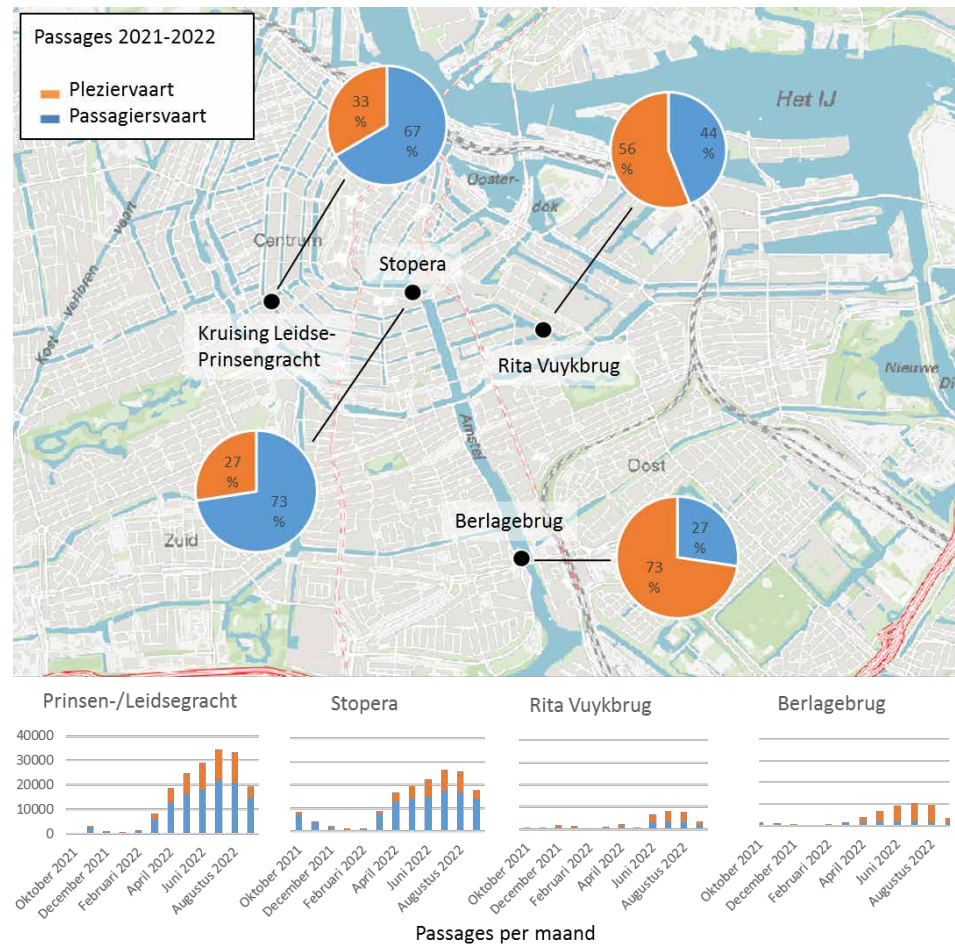 Passages 2021-2022
Pleziervaart
Passagiersvaart
33
%
67
%
56
%
44
%
Het IJ
Ooster-
dok
Kost verloren vaart
Centrum
Stopera
Kruising Leidse-
Prinsengracht
Rita Vuykbrug
Nieuwe Di
Amstel
Oost
27
%
73
%
Zuid
Berlagebrug
27
%
73
%
Prinsen-/Leidsegracht
Stopera
Rita Vuykbrug
Berlagebrug
40000
30000
20000
10000
0
Oktober 2021
December 2021
Februari 2022
April 2022
Juni 2022
Augustus 2022
Oktober 2021
December 2021
Februari 2022
April 2022
Juni 2022
Augustus 2022
Oktober 2021
December 2021
Februari 2022
April 2022
Juni 2022
Augustus 2022
Oktober 2021
December 2021
Februari 2022
April 2022
Juni 2022
Augustus 2022
Passages per maand